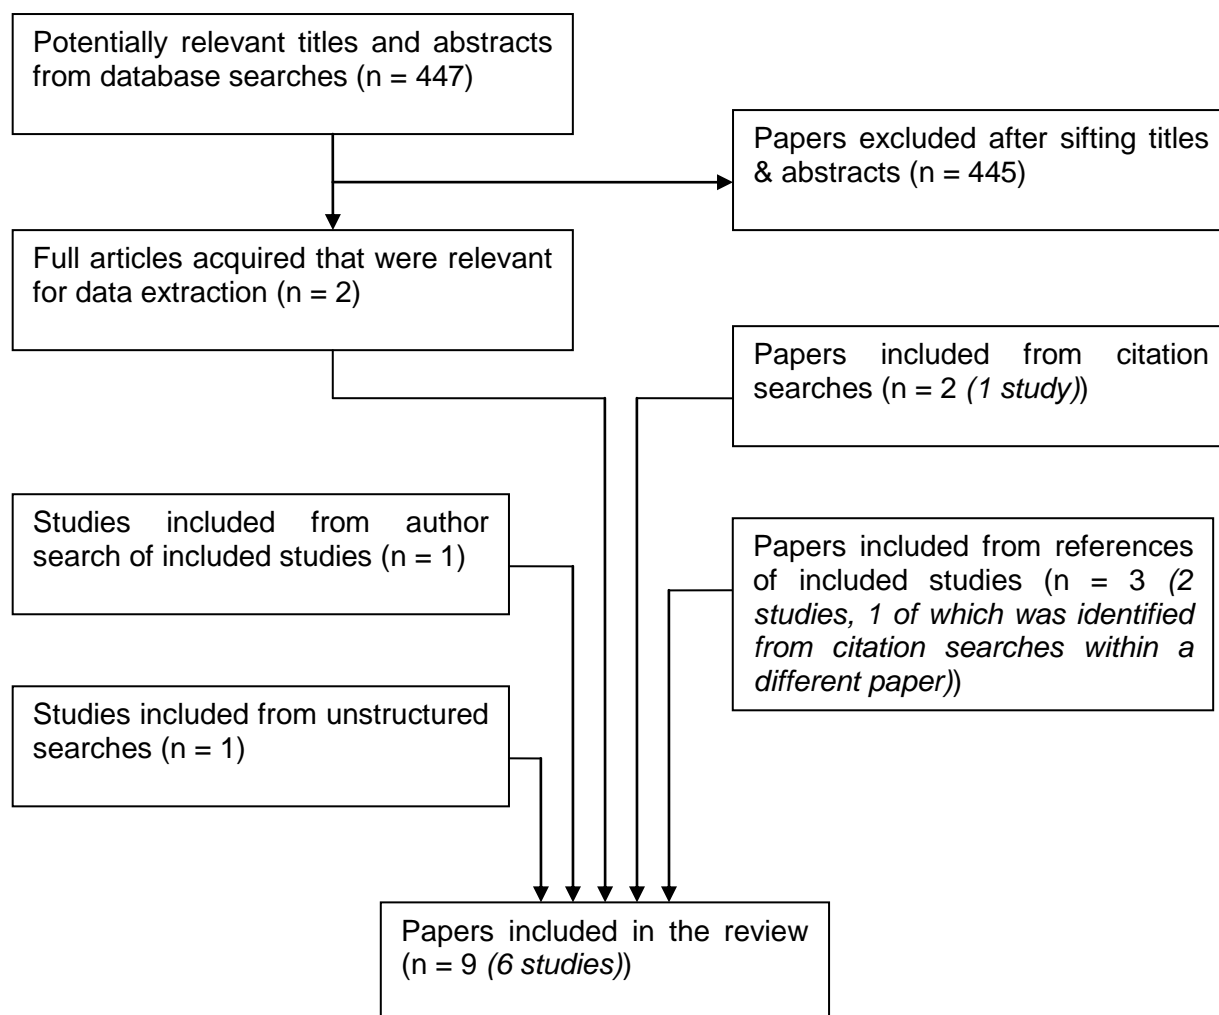 Potentially relevant titles and abstracts
from database searches (n = 447)
Papers excluded after sifting titles
& abstracts (n = 445)
Full articles acquired that were relevant
for data extraction (n = 2)
Papers included from citation
searches (n = 2 (1 study))
Studies included from author
search of included studies (n = 1)
Papers included from references
of included studies (n = 3 (2
studies, 1 of which was identified
from citation searches within a
different paper))
Studies included from unstructured
searches (n = 1)
Papers included in the review
(n = 9 (6 studies))